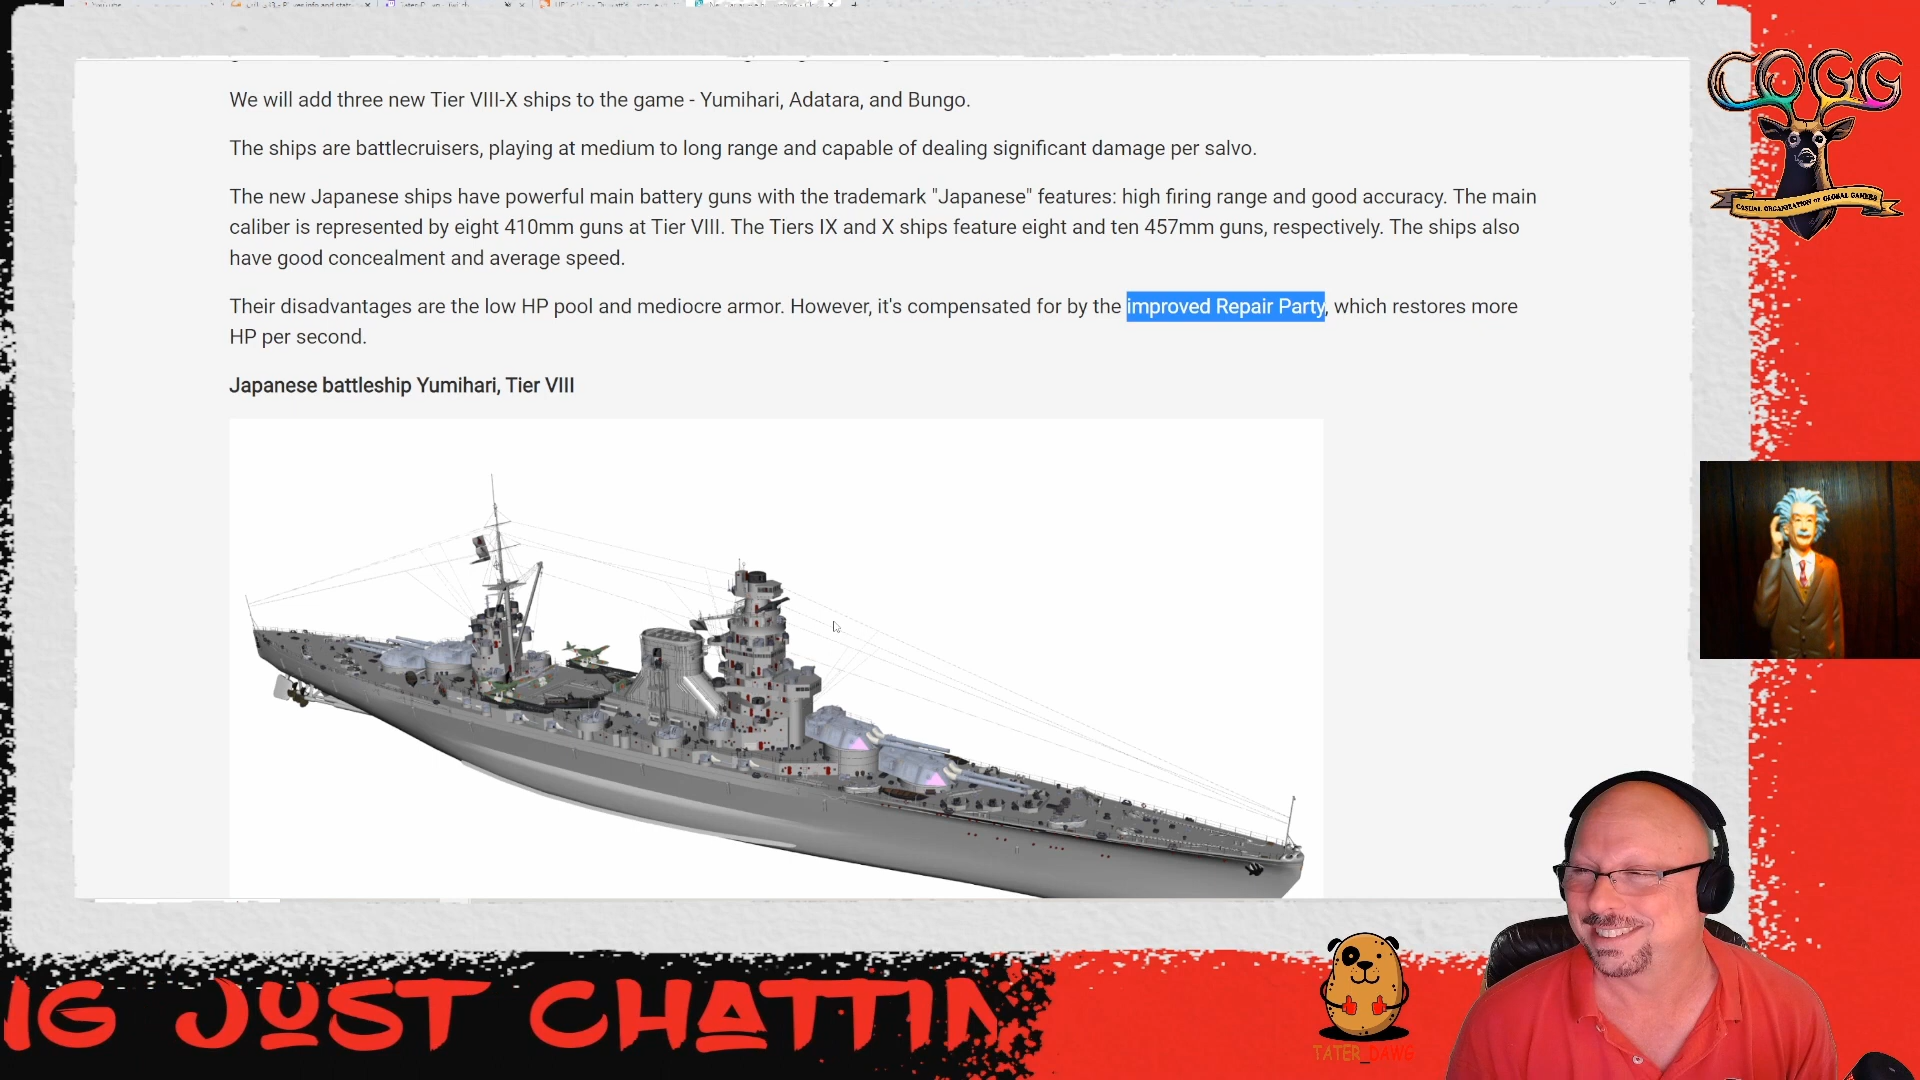 We will add three new Tier VIII-X ships to the game - Yumihari, Adatara, and Bungo.
The ships are battlecruisers, playing at medium to long range and capable of dealing significant damage per salvo.
The new Japanese ships have powerful main battery guns with the trademark "Japanese" features: high firing range and good accuracy. The main
caliber is represented by eight 410mm guns at Tier VIII. The Tiers IX and X ships feature eight and ten 457mm guns, respectively. The ships also
have good concealment and average speed.
Their disadvantages are the low HP pool and mediocre armor. However, it's compensated for by the improved Repair Party, which restores more
HP per second.
Japanese battleship Yumihari, Tier VIII
COGG
CASUAL ORGANIZATION OF GLOBAL GAMERS
NG JUST CHATTIN
TATER_DAWG